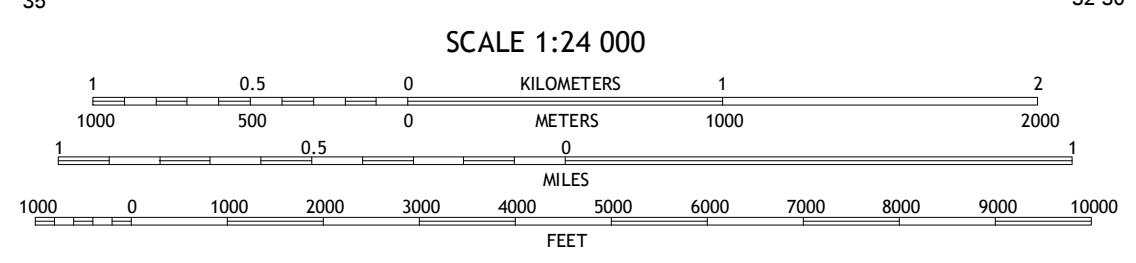 35 32'30
SCALE 1:24 000
1 0.5 0 KILOMETERS 1 2
1000 500 0 METERS 1000 2000
1 0.5 0 1
MILES
1000 0 1000 2000 3000 4000 5000 6000 7000 8000 9000 10000
FEET